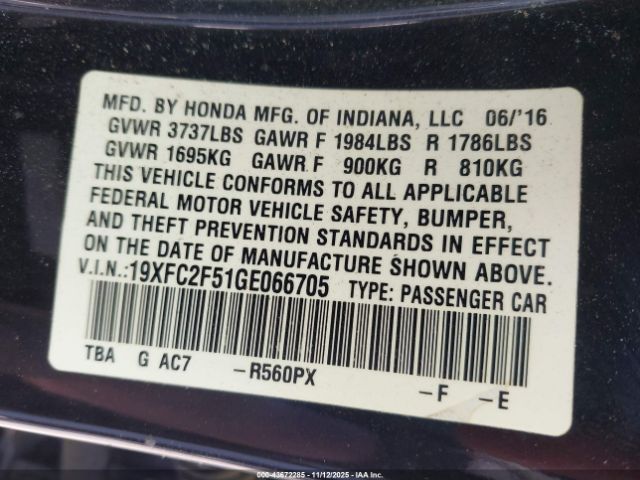 MFD. BY HONDA MFG. OF INDIANA, LLC 06/'16
GVWR 3737LBS GAWR F 1984LBS R 1786LBS
GVWR 1695KG GAWR F 900KG R 810KG
THIS VEHICLE CONFORMS TO ALL APPLICABLE
FEDERAL MOTOR VEHICLE SAFETY, BUMPER,
AND THEFT PREVENTION STANDARDS IN EFFECT
ON THE DATE OF MANUFACTURE SHOWN ABOVE.
V.I.N.:19XFC2F51GE066705 TYPE: PASSENGER CAR
TBA G AC7 –R560PX –F –E
000-43672285 - 11/12/2025 - IAA Inc.